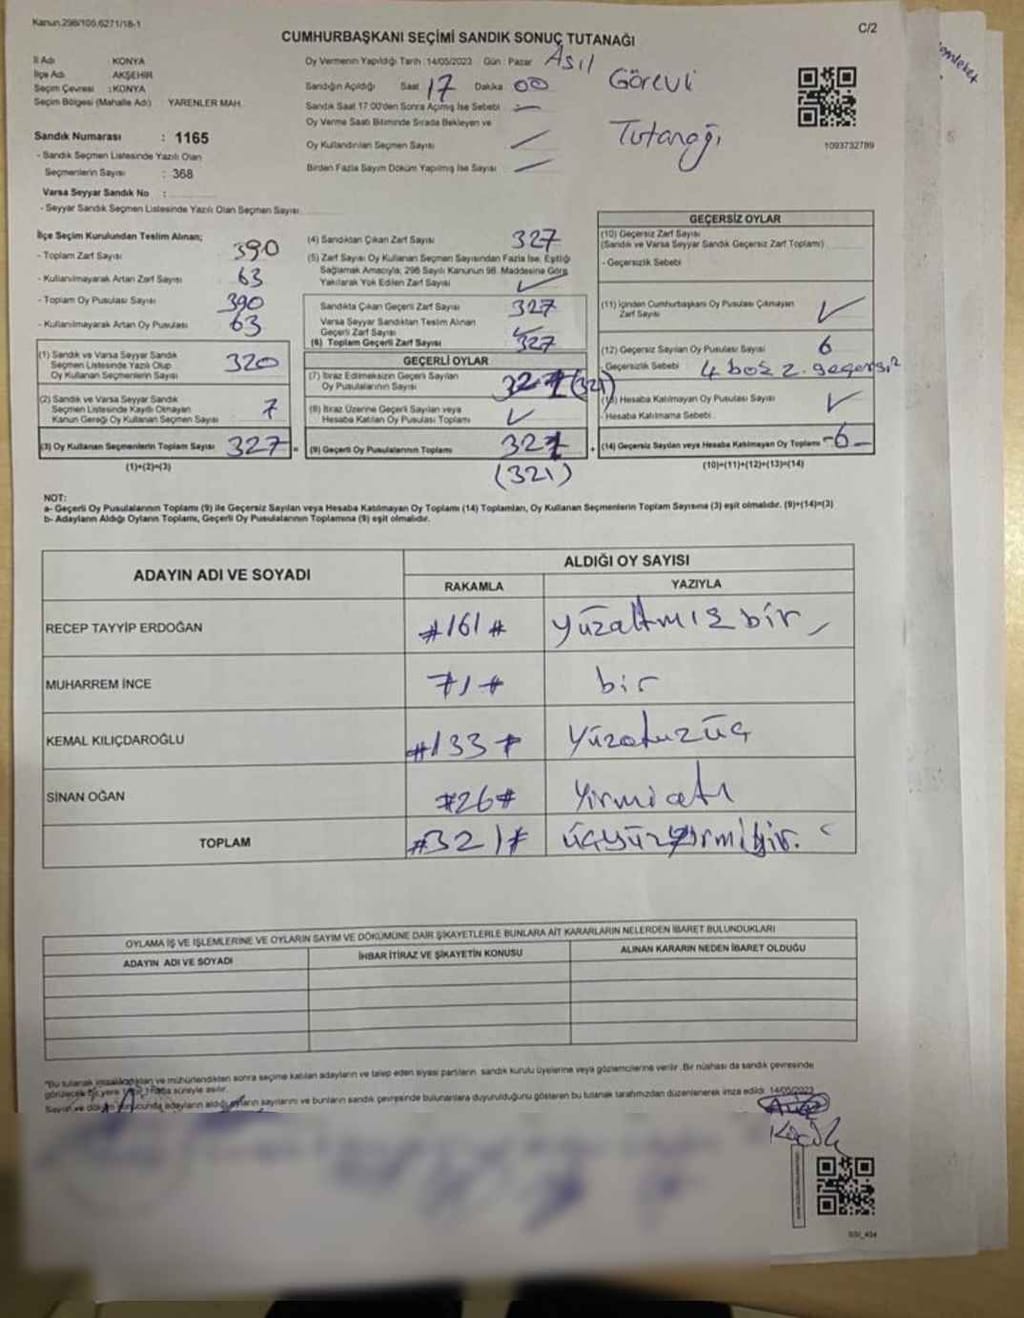 Kanun 298/105,6271/18-1
C/2
CUMHURBAŞKANI SEÇİMİ SANDIK SONUÇ TUTANAĞI
Asıl
Görevli
Tutanağı
İl Adı KONYA
İlçe Adı AKŞEHİR
Seçim Çevresi : KONYA
Seçim Bölgesi (Mahalle Adı) YARENLER MAH.
Sandık Numarası : 1165
- Sandık Seçmen Listesinde Yazılı Olan
Seçmenlerin Sayısı : 368
Varsa Seyyar Sandık No :
- Seyyar Sandık Seçmen Listesinde Yazılı Olan Seçmen Sayısı
Oy Vermenin Yapıldığı Tarih :14/05/2023 Gün : Pazar
Sandığın Açıldığı Saat 17 Dakika 00
Sandık Saat 17:00'den Sonra Açılmış İse Sebebi —
Oy Verme Saati Bitiminde Sırada Bekleyen ve
Oy Kullandırılan Seçmen Sayısı
Birden Fazla Sayım Döküm Yapılmış İse Sayısı
1093732789
İlçe Seçim Kurulundan Teslim Alınan;
- Toplam Zarf Sayısı 390
- Kullanılmayarak Artan Zarf Sayısı 63
- Toplam Oy Pusulası Sayısı 390
- Kullanılmayarak Artan Oy Pusulası 63
(1) Sandık ve Varsa Seyyar Sandık
Seçmen Listesinde Yazılı Olup
Oy Kullanan Seçmenlerin Sayısı 320
(2) Sandık ve Varsa Seyyar Sandık
Seçmen Listesinde Kayıtlı Olmayan
Kanun Gereği Oy Kullanan Seçmen Sayısı 7
(3) Oy Kullanan Seçmenlerin Toplam Sayısı 327 =
(1)+(2)=(3)
(4) Sandıktan Çıkan Zarf Sayısı 327
(5) Zarf Sayısı Oy Kullanan Seçmen Sayısından Fazla İse, Eşitliği
Sağlamak Amacıyla; 298 Sayılı Kanunun 98. Maddesine Göre
Yakılarak Yok Edilen Zarf Sayısı
Sandıkta Çıkan Geçerli Zarf Sayısı 327
Varsa Seyyar Sandıktan Teslim Alınan
Geçerli Zarf Sayısı
(6) Toplam Geçerli Zarf Sayısı 327
GEÇERLİ OYLAR
(7) İtiraz Edilmeksizin Geçerli Sayılan
Oy Pusulalarının Sayısı 321 (321)
(8) İtiraz Üzerine Geçerli Sayılan veya
Hesaba Katılan Oy Pusulası Toplamı
(9) Geçerli Oy Pusulalarının Toplamı 321 +
(321)
GEÇERSİZ OYLAR
(10) Geçersiz Zarf Sayısı
(Sandık ve Varsa Seyyar Sandık Geçersiz Zarf Toplamı)
- Geçersizlik Sebebi
(11) İçinden Cumhurbaşkanı Oy Pusulası Çıkmayan
Zarf Sayısı
(12) Geçersiz Sayılan Oy Pusulası Sayısı 6
Geçersizlik Sebebi 4 boş 2. geçersiz
(13) Hesaba Katılmayan Oy Pusulası Sayısı
- Hesaba Katılmama Sebebi
(14) Geçersiz Sayılan veya Hesaba Katılmayan Oy Toplamı -6-
(10)+(11)+(12)+(13)=(14)
NOT:
a- Geçerli Oy Pusulalarının Toplamı (9) ile Geçersiz Sayılan veya Hesaba Katılmayan Oy Toplamı (14) Toplamları, Oy Kullanan Seçmenlerin Toplam Sayısına (3) eşit olmalıdır. (9)+(14)=(3)
b- Adayların Aldığı Oyların Toplamı, Geçerli Oy Pusulalarının Toplamına (9) eşit olmalıdır.
ADAYIN ADI VE SOYADI
ALDIĞI OY SAYISI
RAKAMLA YAZIYLA
RECEP TAYYİP ERDOĞAN #161# yüzaltmışbir
MUHARREM İNCE #1# bir
KEMAL KILIÇDAROĞLU #133# yüzotuzüç
SİNAN OĞAN #26# Yirmialtı
TOPLAM #321# üçyüzyirmibir.
OYLAMA İŞ VE İŞLEMLERİNE VE OYLARIN SAYIM VE DÖKÜMÜNE DAİR ŞİKAYETLERLE BUNLARA AİT KARARLARIN NELERDEN İBARET BULUNDUKLARI
ADAYIN ADI VE SOYADI İHBAR İTİRAZ VE ŞİKAYETİN KONUSU ALINAN KARARIN NEDEN İBARET OLDUĞU
"Bu tutanak imzalandıktan ve mühürlendikten sonra seçime katılan adayların ve talep eden siyasi partilerin sandık kurulu üyelerine veya gözlemcilerine verilir. Bir nüshası da sandık çevresinde
süreyle asılır.
Sayım ve döküm sonucunda adayların aldığı oyların sayılarını ve bunların sandık çevresinde bulunanlara duyurulduğunu gösteren bu tutanak tarafımızdan düzenlenerek imza edildi. 14/05/2023